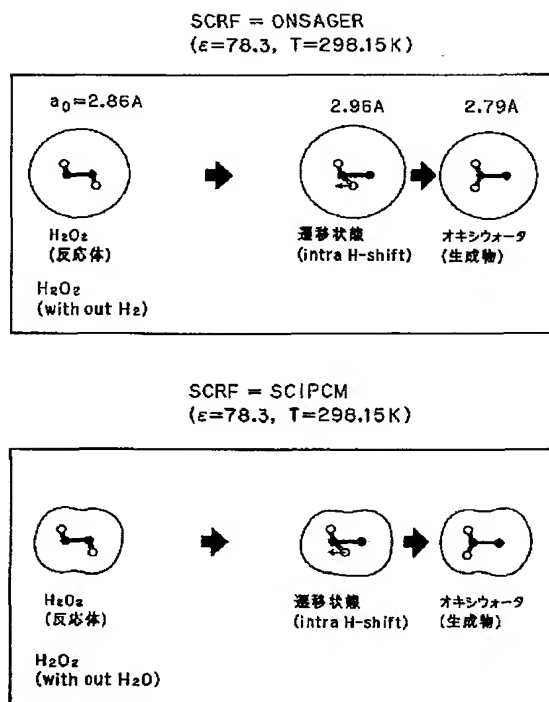 SCRF = ONSAGER
(ε=78.3, T=298.15K)
a₀=2.86A
2.96A
2.79A
H₂O₂
(反応体)
遷移状態
(intra H-shift)
オキシウォータ
(生成物)
H₂O₂
(with out H₂)
SCRF = SCIPCM
(ε=78.3, T=298.15K)
H₂O₂
(反応体)
遷移状態
(intra H-shift)
オキシウォータ
(生成物)
H₂O₂
(with out H₂O)